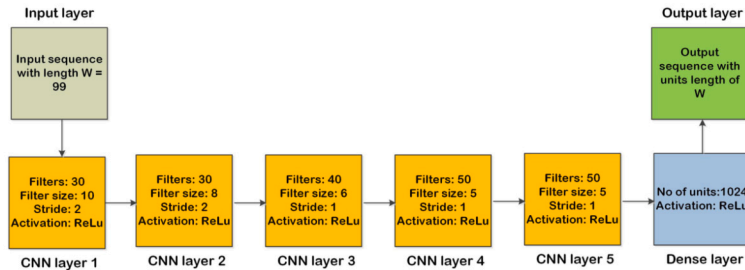 Input layer
Output layer
Input sequence
with length W =
99
Output
sequence with
units length of
W
Filters: 30
Filter size: 10
Stride: 2
Activation: ReLu
Filters: 30
Filter size: 8
Stride: 2
Activation: ReLu
Filters: 40
Filter size: 6
Stride: 1
Activation: ReLu
Filters: 50
Filter size: 5
Stride: 1
Activation: ReLu
Filters: 50
Filter size: 5
Stride: 1
Activation: ReLu
No of units:1024
Activation: ReLu
CNN layer 1
CNN layer 2
CNN layer 3
CNN layer 4
CNN layer 5
Dense layer